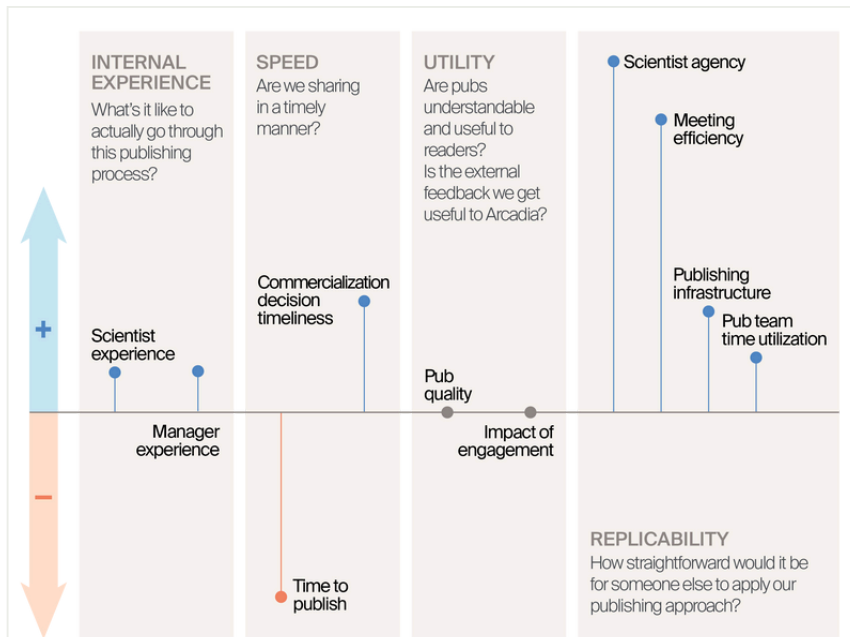 INTERNAL
EXPERIENCE
What's it like to
actually go through
this publishing
process?
+
Scientist
experience
Manager
experience
−
SPEED
Are we sharing
in a timely
manner?
Commercialization
decision
timeliness
Time to
publish
UTILITY
Are pubs
understandable
and useful to
readers?
Is the external
feedback we get
useful to Arcadia?
Pub
quality
Impact of
engagement
Scientist agency
Meeting
efficiency
Publishing
infrastructure
Pub team
time utilization
REPLICABILITY
How straightforward would it be
for someone else to apply our
publishing approach?